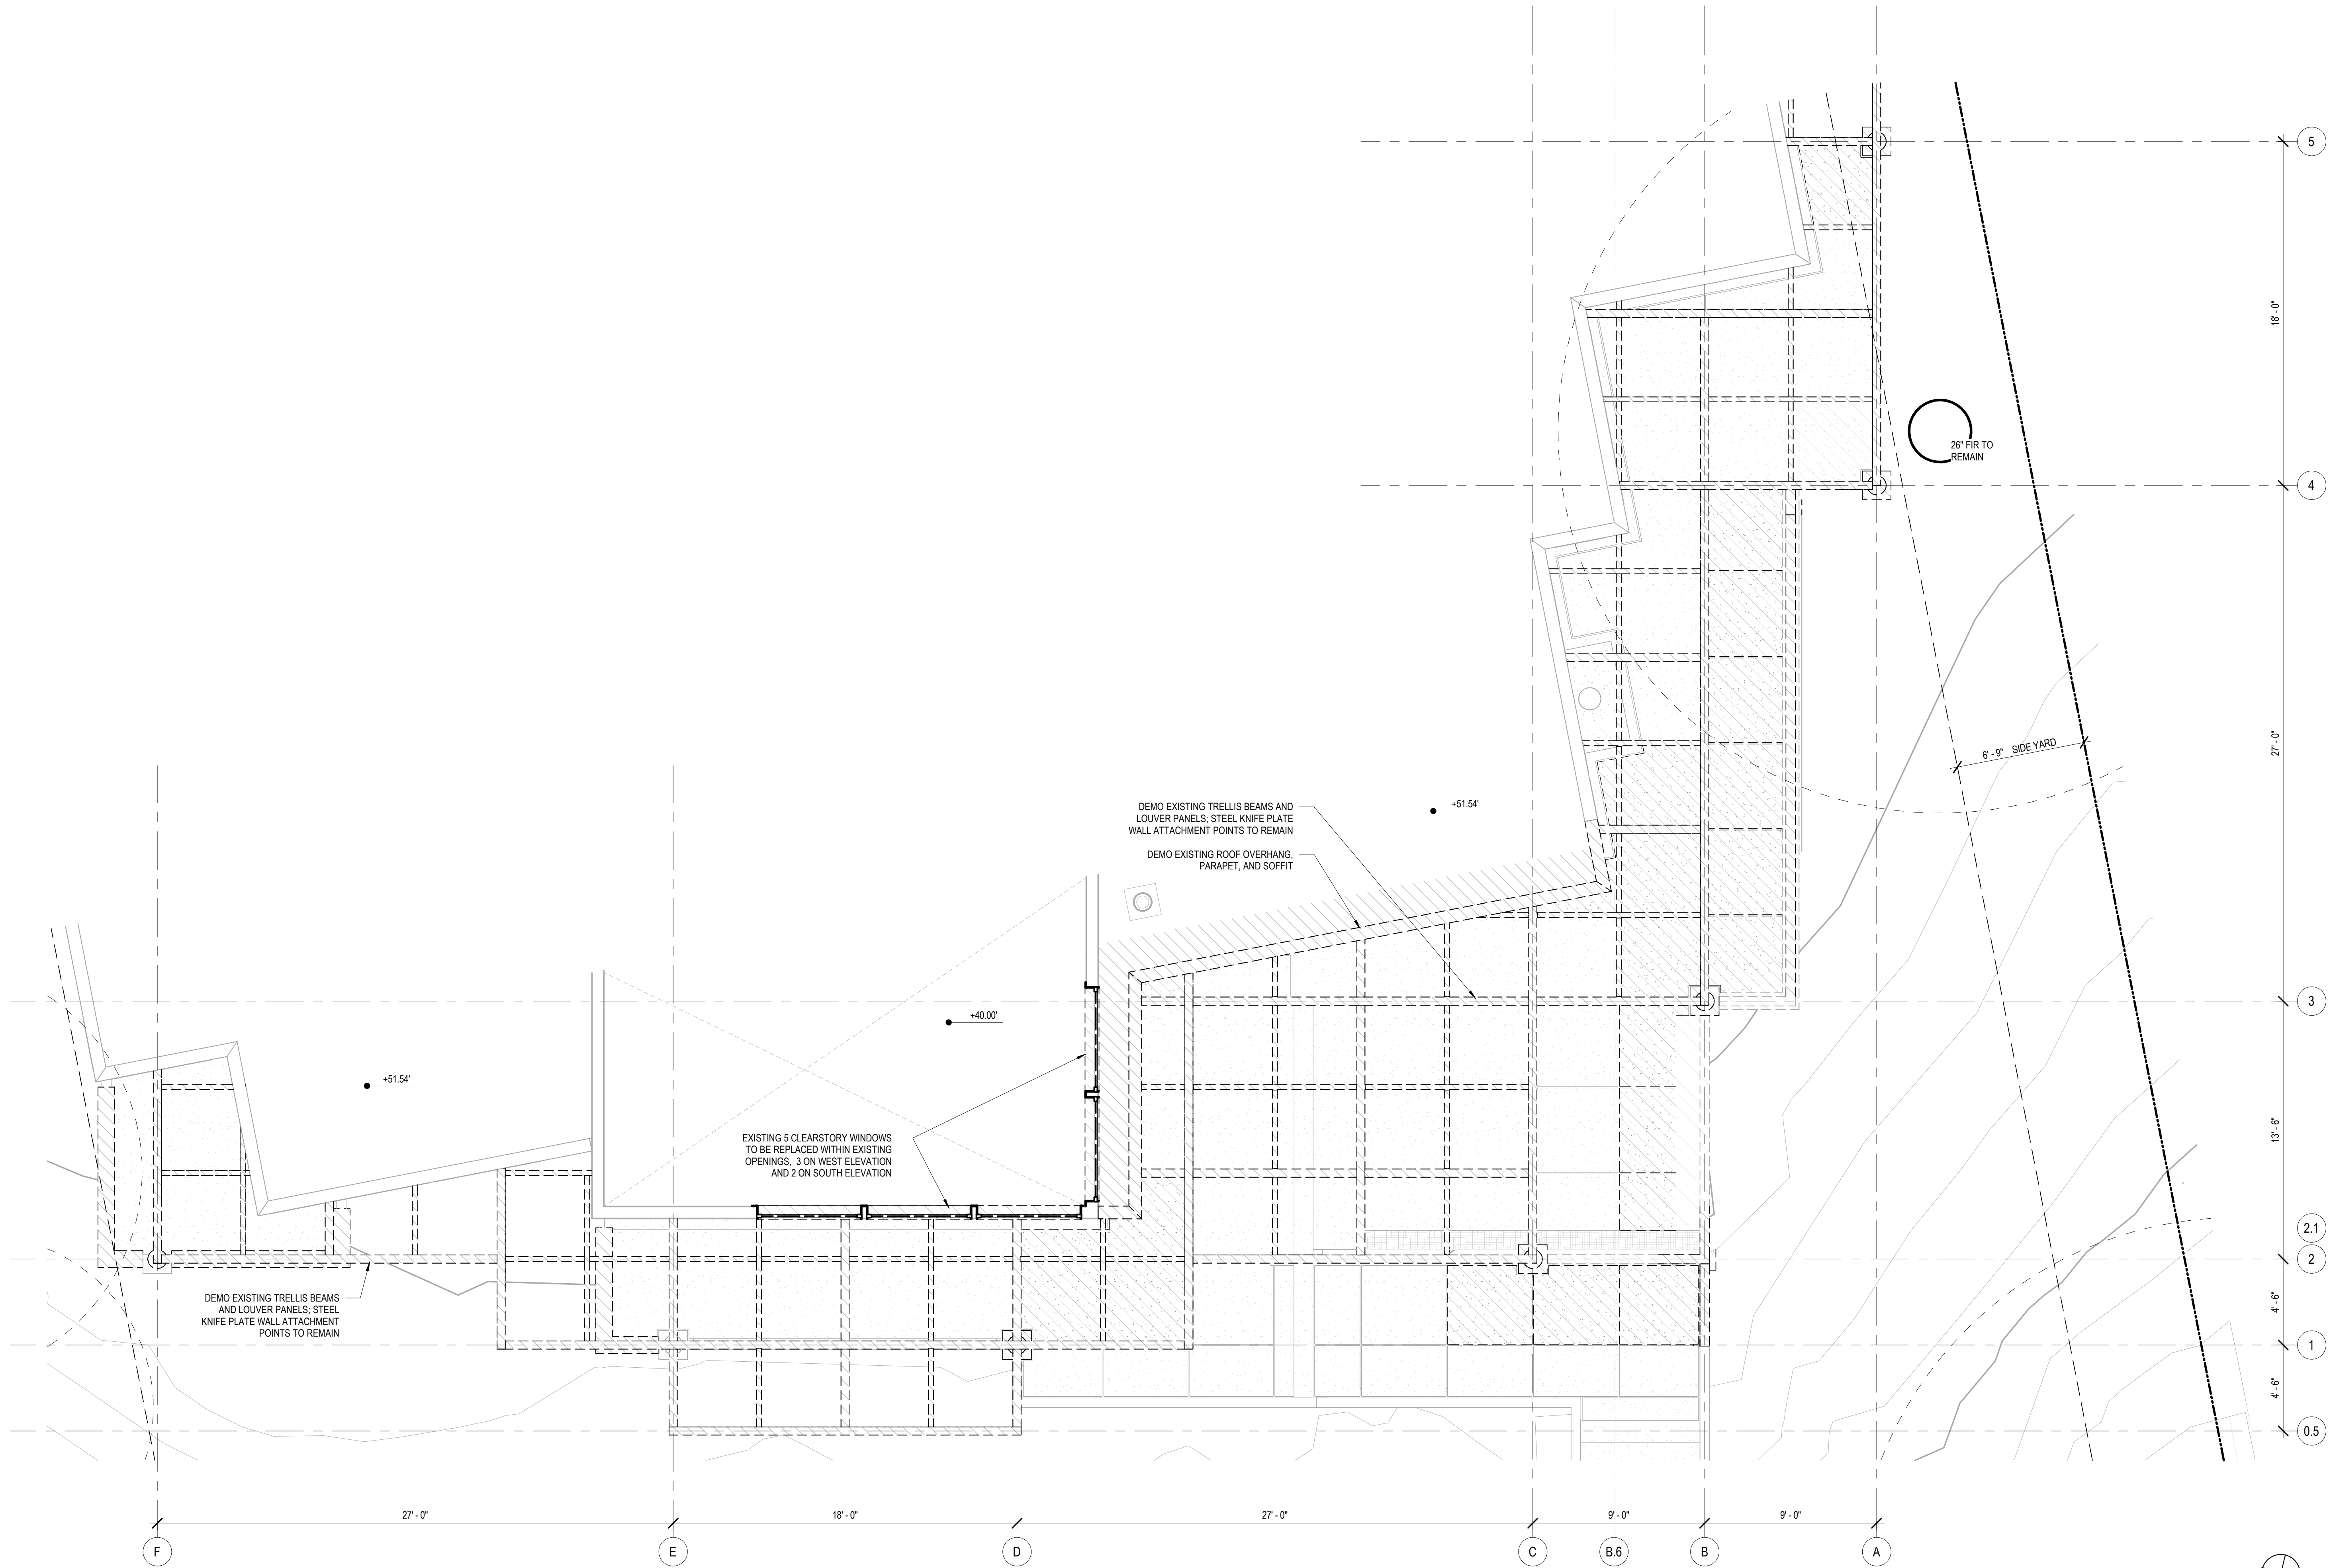 5
18' - 0"
26" FIR TO
REMAIN
4
27' - 0"
6' - 9" SIDE YARD
DEMO EXISTING TRELLIS BEAMS AND
LOUVER PANELS; STEEL KNIFE PLATE
WALL ATTACHMENT POINTS TO REMAIN
+51.54'
DEMO EXISTING ROOF OVERHANG,
PARAPET, AND SOFFIT
3
+40.00'
+51.54'
13' - 6"
EXISTING 5 CLEARSTORY WINDOWS
TO BE REPLACED WITHIN EXISTING
OPENINGS, 3 ON WEST ELEVATION
AND 2 ON SOUTH ELEVATION
2.1
2
DEMO EXISTING TRELLIS BEAMS
AND LOUVER PANELS; STEEL
KNIFE PLATE WALL ATTACHMENT
POINTS TO REMAIN
4' - 6"
1
4' - 6"
0.5
27' - 0"
18' - 0"
27' - 0"
9' - 0"
9' - 0"
F
E
D
C
B.6
B
A